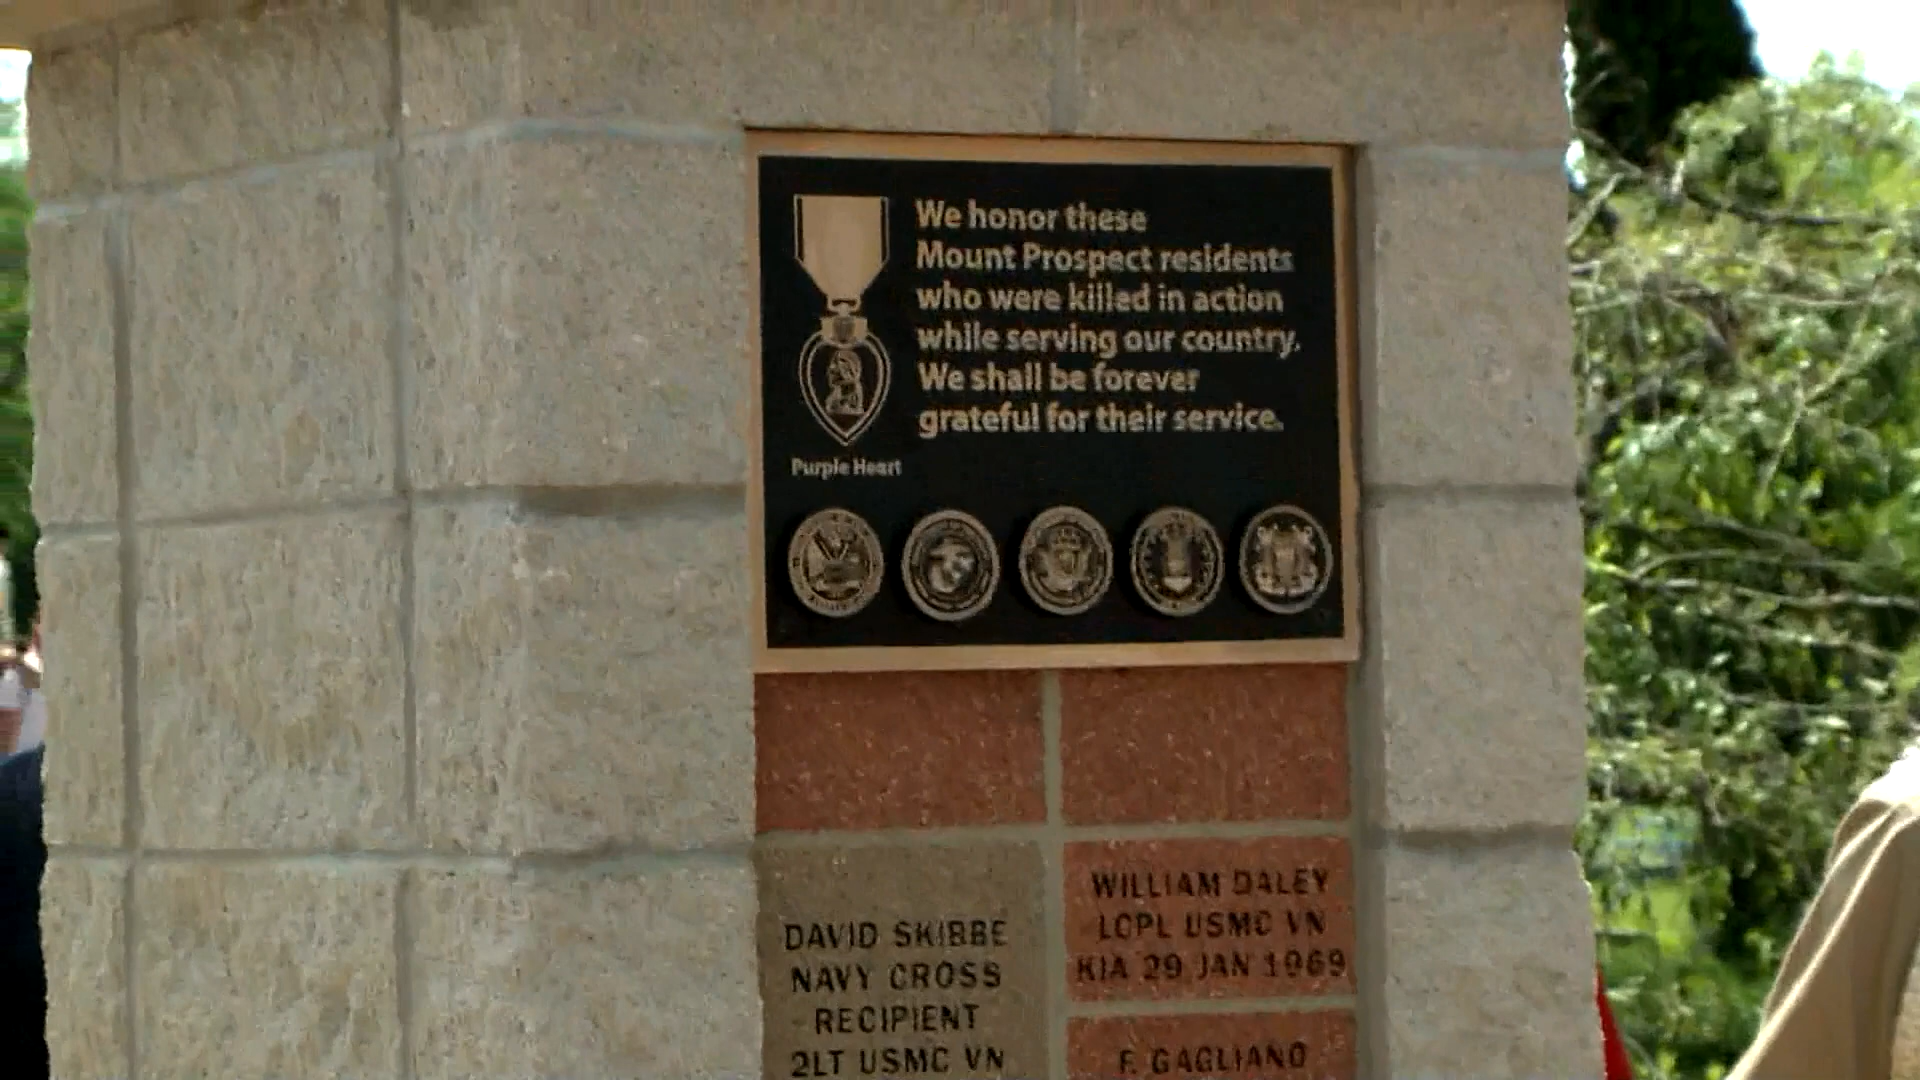 We honor these
Mount Prospect residents
who were killed in action
while serving our country.
We shall be forever
grateful for their service.
Purple Heart
DAVID SKIBBE
NAVY CROSS
RECIPIENT
2LT USMC VN
WILLIAM DALEY
LCPL USMC VN
KIA 29 JAN 1969
F. GAGLIANO